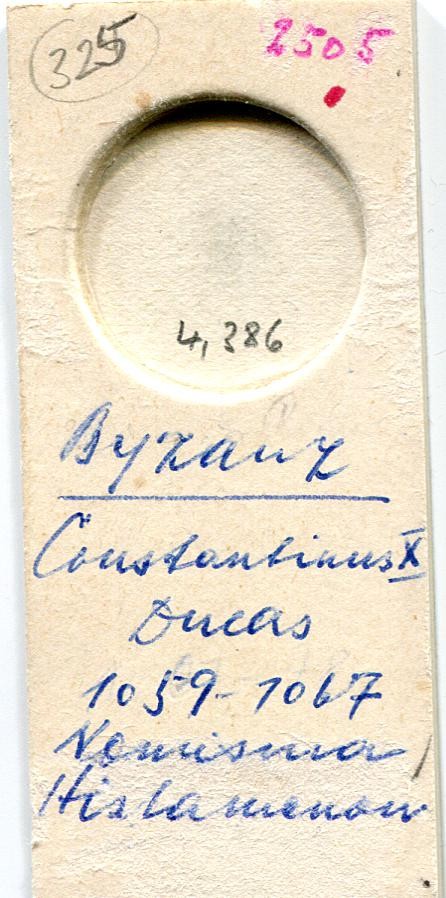 325 2505
4,386
Byzanz
Constantinus X
Ducas
1059-1067
Nomisma /
Histamenon